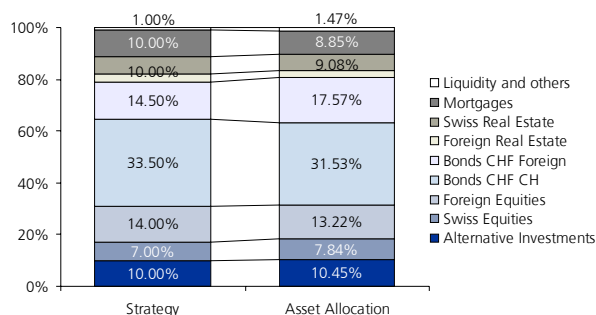 1.00%
1.47%
100%
10.00%
8.85%
10.00%
9.08%
80%
Liquidity and others
Mortgages
14.50%
17.57%
Swiss Real Estate
60%
Foreign Real Estate
Bonds CHF Foreign
33.50%
31.53%
Bonds CHF CH
40%
Foreign Equities
14.00%
13.22%
Swiss Equities
20%
7.00%
7.84%
Alternative Investments
10.00%
10.45%
0%
Strategy
Asset Allocation